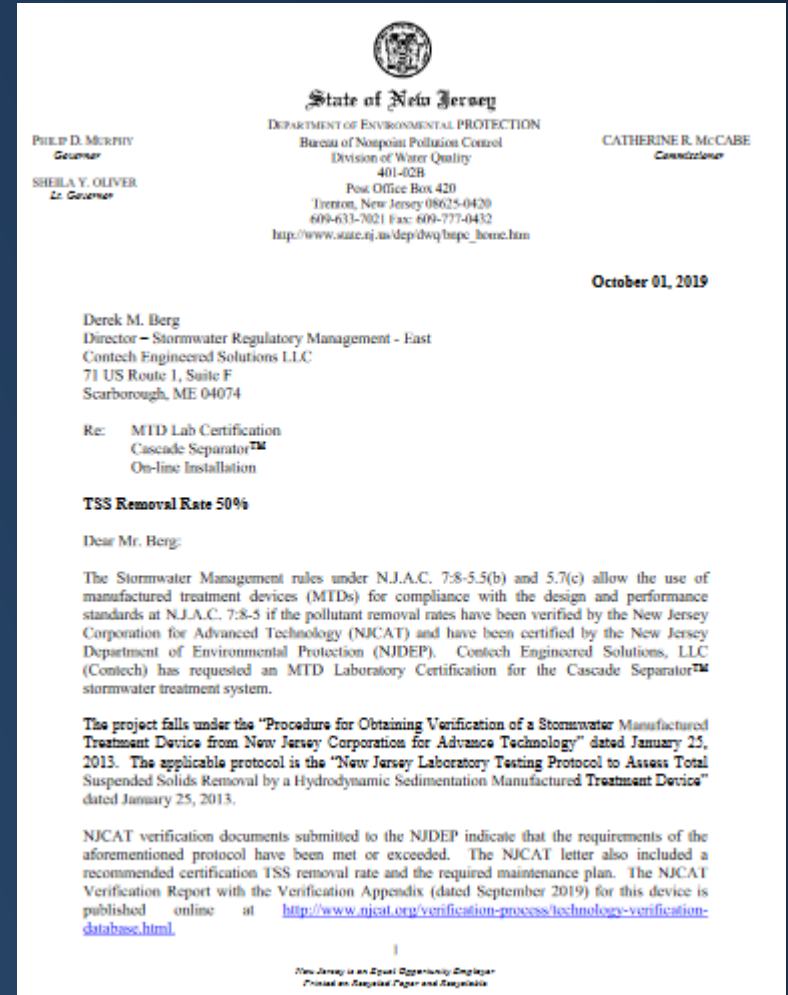 State of New Jersey
DEPARTMENT OF ENVIRONMENTAL PROTECTION
PHILIP D. MURPHY
Governor
Bureau of Nonpoint Pollution Control
CATHERINE R. McCABE
Commissioner
Division of Water Quality
401-02B
SHEILA Y. OLIVER
Lt. Governor
Post Office Box 420
Trenton, New Jersey 08625-0420
609-633-7021 Fax: 609-777-0432
http://www.state.nj.us/dep/dwq/bnpc_home.htm
October 01, 2019
Derek M. Berg
Director – Stormwater Regulatory Management - East
Contech Engineered Solutions LLC
71 US Route 1, Suite F
Scarborough, ME 04074
Re: MTD Lab Certification
Cascade Separator™
On-line Installation
TSS Removal Rate 50%
Dear Mr. Berg:
The Stormwater Management rules under N.J.A.C. 7:8-5.5(b) and 5.7(c) allow the use of
manufactured treatment devices (MTDs) for compliance with the design and performance
standards at N.J.A.C. 7:8-5 if the pollutant removal rates have been verified by the New Jersey
Corporation for Advanced Technology (NJCAT) and have been certified by the New Jersey
Department of Environmental Protection (NJDEP). Contech Engineered Solutions, LLC
(Contech) has requested an MTD Laboratory Certification for the Cascade Separator™
stormwater treatment system.
The project falls under the “Procedure for Obtaining Verification of a Stormwater Manufactured
Treatment Device from New Jersey Corporation for Advance Technology” dated January 25,
2013. The applicable protocol is the “New Jersey Laboratory Testing Protocol to Assess Total
Suspended Solids Removal by a Hydrodynamic Sedimentation Manufactured Treatment Device”
dated January 25, 2013.
NJCAT verification documents submitted to the NJDEP indicate that the requirements of the
aforementioned protocol have been met or exceeded. The NJCAT letter also included a
recommended certification TSS removal rate and the required maintenance plan. The NJCAT
Verification Report with the Verification Appendix (dated September 2019) for this device is
published online at http://www.njcat.org/verification-process/technology-verification-
database.html.
1
New Jersey is an Equal Opportunity Employer
Printed on Recycled Paper and Recyclable